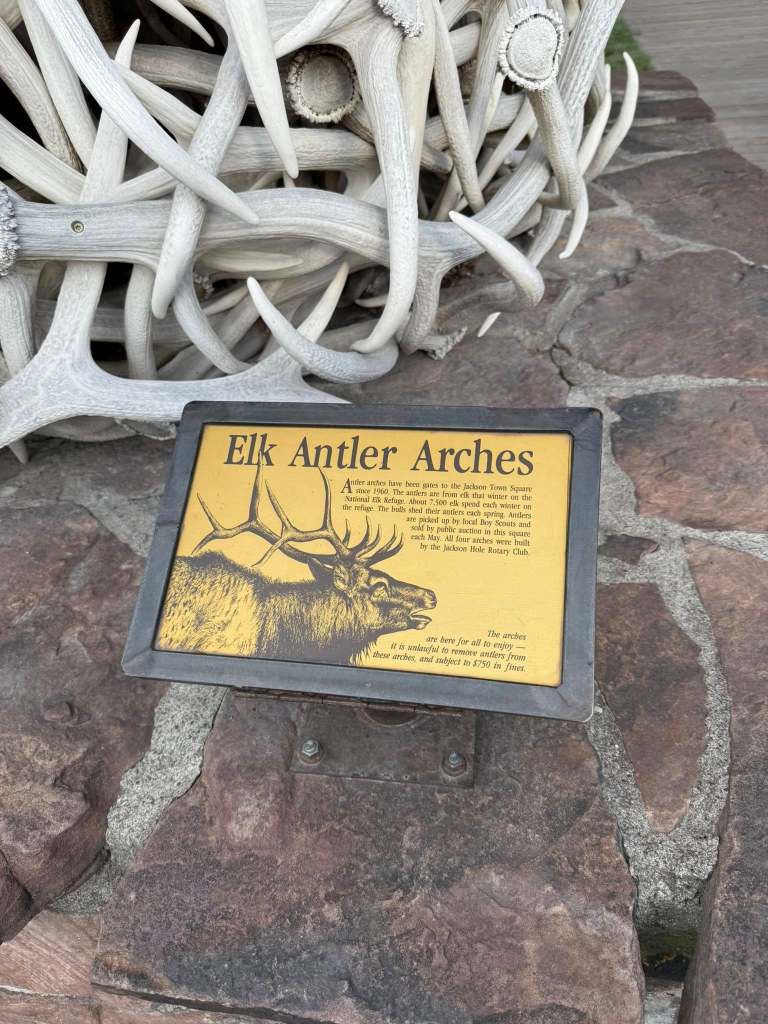 Elk Antler Arches
Antler arches have been gates to the Jackson Town Square
since 1960. The antlers are from elk that winter on the
National Elk Refuge. About 7,500 elk spend each winter on
the refuge. The bulls shed their antlers each spring. Antlers
are picked up by local Boy Scouts and
sold by public auction in this square
each May. All four arches were built
by the Jackson Hole Rotary Club.
The arches
are here for all to enjoy —
it is unlawful to remove antlers from
these arches, and subject to $750 in fines.